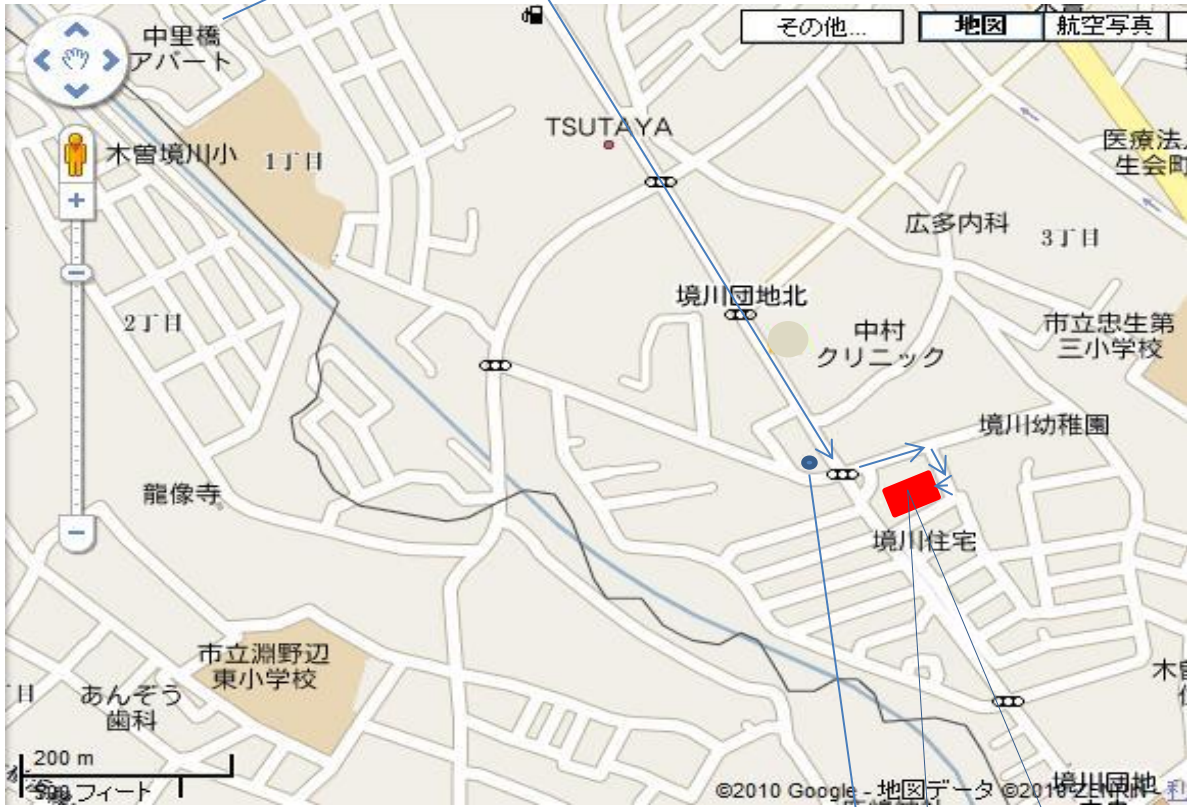 中里橋
アパート
その他...
地図
航空写真
TSUTAYA
木曽境川小
1丁目
医療法
生会町
広多内科
3丁目
境川団地北
2丁目
中村
クリニック
市立忠生第
三小学校
境川幼稚園
龍像寺
境川住宅
市立淵野辺
東小学校
丁目
あんぞう
歯科
200 m
500 フィート
©2010 Google - 地図データ ©2010 ZENRIN -
境川団地